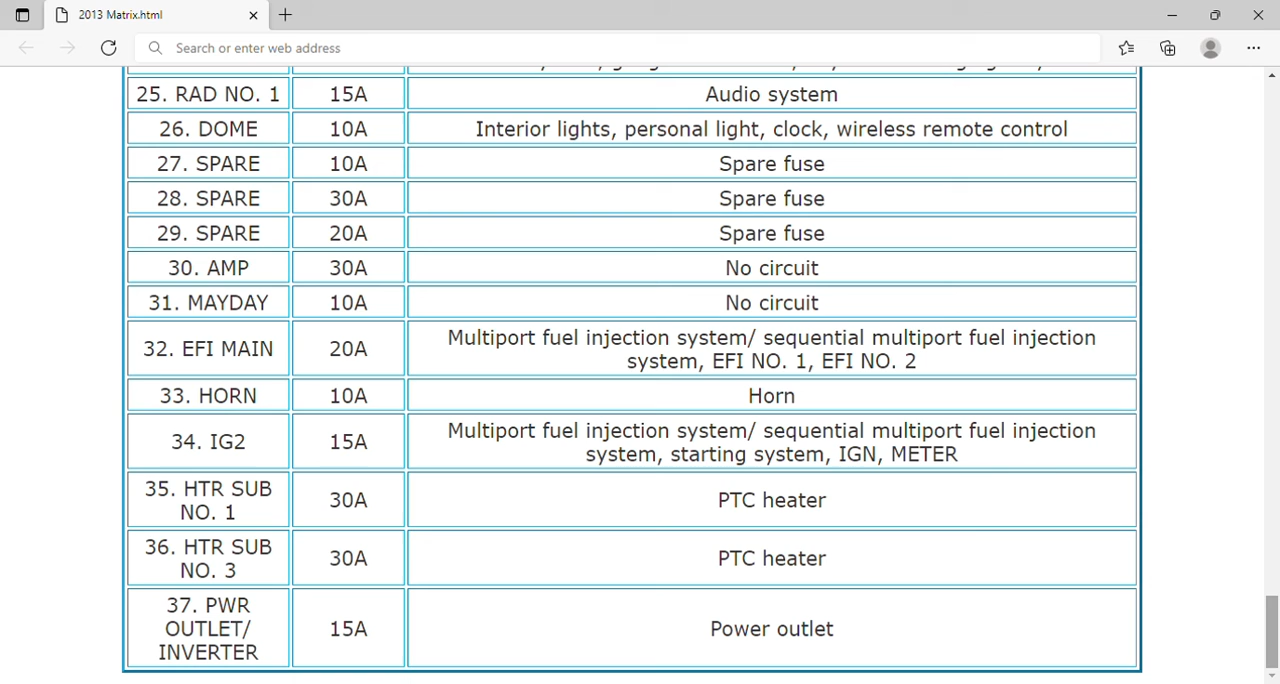 2013 Matrix.html
Search or enter web address
25. RAD NO. 1 15A Audio system
26. DOME 10A Interior lights, personal light, clock, wireless remote control
27. SPARE 10A Spare fuse
28. SPARE 30A Spare fuse
29. SPARE 20A Spare fuse
30. AMP 30A No circuit
31. MAYDAY 10A No circuit
32. EFI MAIN 20A Multiport fuel injection system/ sequential multiport fuel injection
system, EFI NO. 1, EFI NO. 2
33. HORN 10A Horn
34. IG2 15A Multiport fuel injection system/ sequential multiport fuel injection
system, starting system, IGN, METER
35. HTR SUB
NO. 1 30A PTC heater
36. HTR SUB
NO. 3 30A PTC heater
37. PWR
OUTLET/ 15A Power outlet
INVERTER